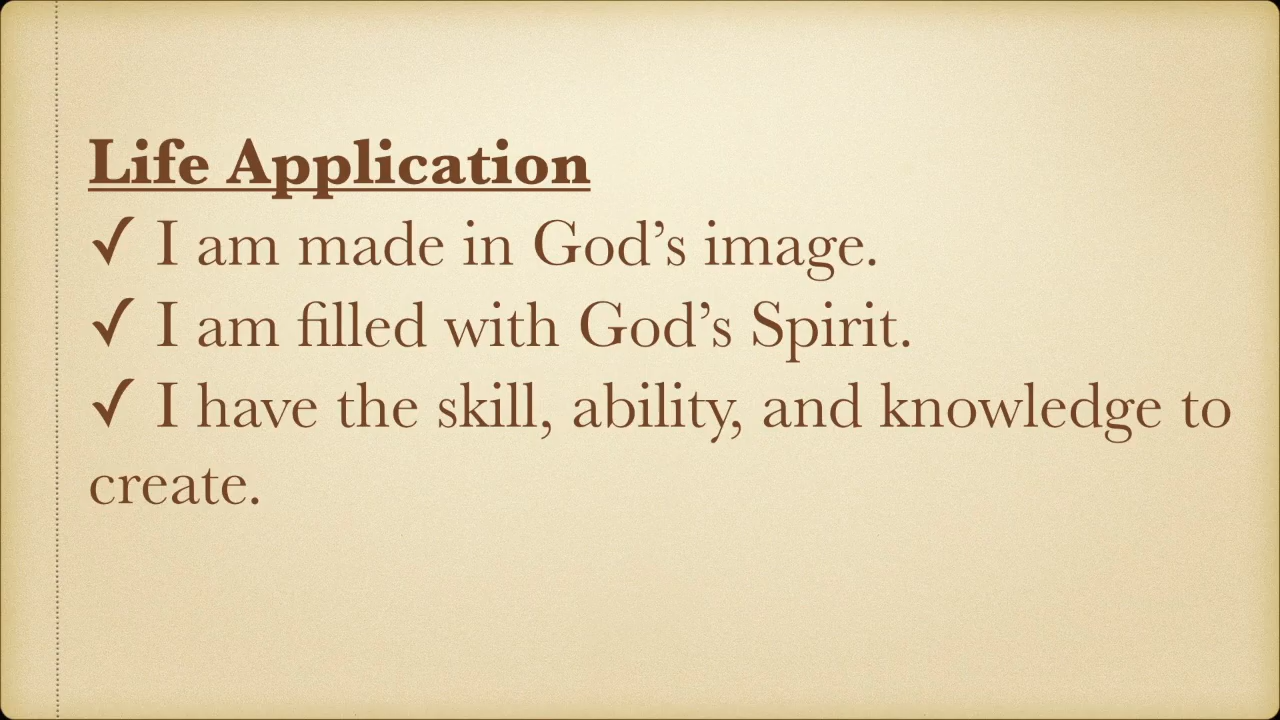 Life Application
✓ I am made in God’s image.
✓ I am filled with God’s Spirit.
✓ I have the skill, ability, and knowledge to
create.